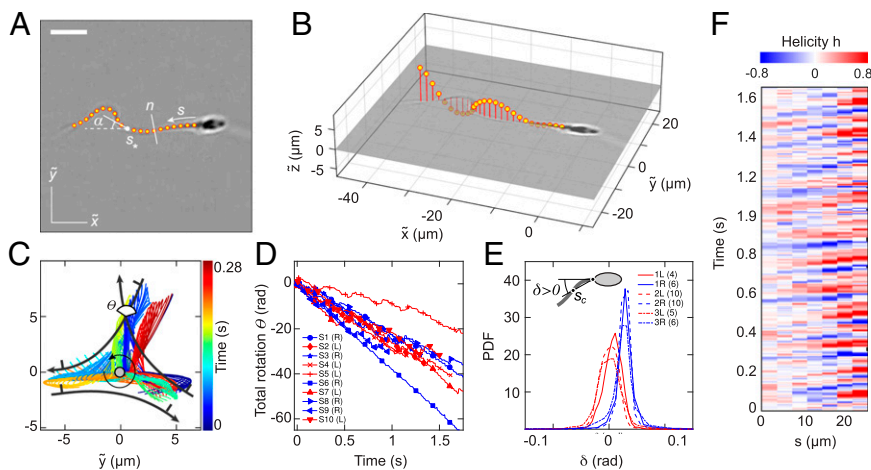 A
n
s
α
s*
ỹ
x̃
B
z̃ (μm)
5
0
-5
-40
-20
0
x̃ (μm)
20
0
-20
ỹ (μm)
F
Helicity h
-0.8 0 0.8
Time (s)
1.6
1.4
1.2
1.9
0.8
0.6
0.4
0.2
0
0 5 10 15 20 25
s (μm)
C
θ
5
0
-5
-5 0 5
ỹ (μm)
0.28
Time (s)
0
D
Total rotation θ (rad)
0
-20
-40
-60
S1 (R)
S2 (L)
S3 (R)
S4 (L)
S5 (L)
S6 (R)
S7 (L)
S8 (R)
S9 (R)
S10 (L)
0 0.5 1 1.5
Time (s)
E
PDF
40
30
20
10
δ>0
sc
1L (4)
1R (6)
2L (10)
2R (10)
3L (5)
3R (6)
-0.1 0 0.1
δ (rad)